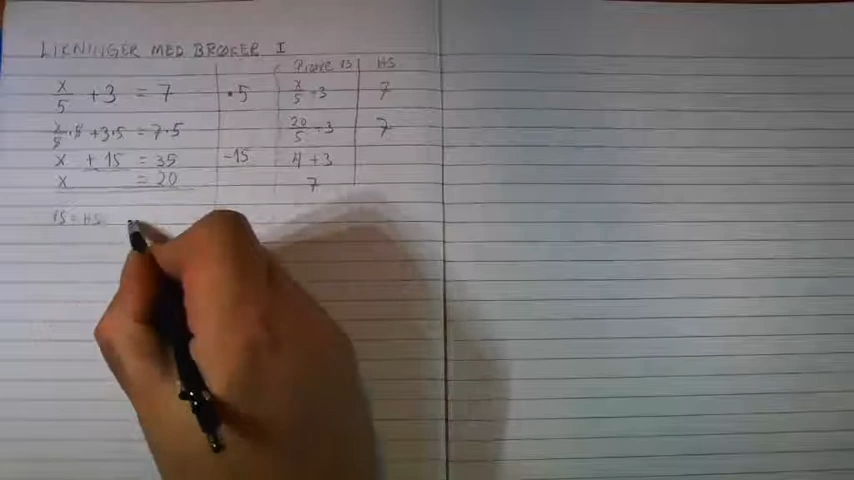 LIKNINGER MED BRØKER I
Prøve VS HS
x/5 + 3 = 7 | · 5 | x/5 + 3 | 7
x/5 · 5 + 3 · 5 = 7 · 5 | 20/5 + 3 | 7
x + 15 = 35 | -15 | 4 + 3
x = 20 | 7
VS = HS